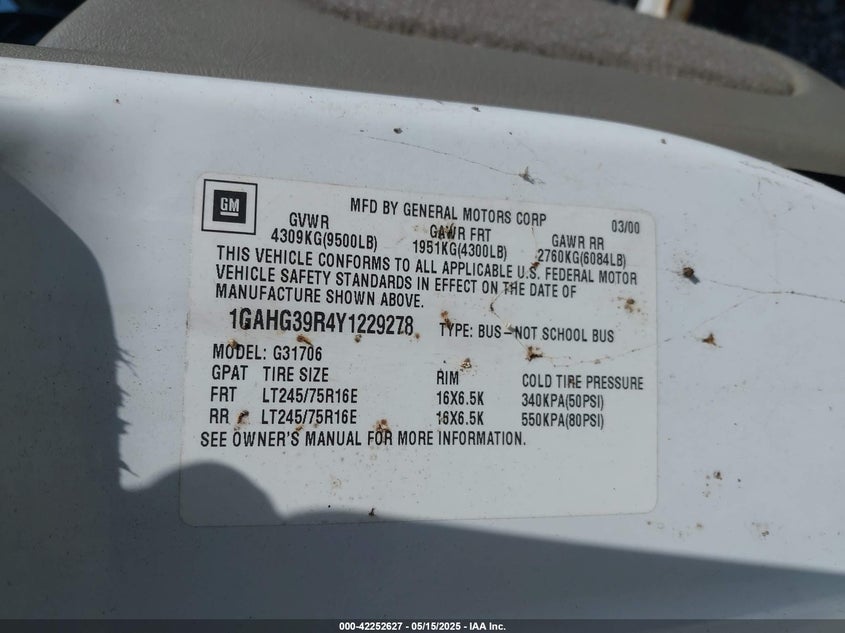 GM
MFD BY GENERAL MOTORS CORP 03/00
GVWR GAWR FRT GAWR RR
4309KG(9500LB) 1951KG(4300LB) 2760KG(6084LB)
THIS VEHICLE CONFORMS TO ALL APPLICABLE U.S. FEDERAL MOTOR
VEHICLE SAFETY STANDARDS IN EFFECT ON THE DATE OF
MANUFACTURE SHOWN ABOVE.
1GAHG39R4Y1229278 TYPE: BUS-NOT SCHOOL BUS
MODEL: G31706
GPAT TIRE SIZE RIM COLD TIRE PRESSURE
FRT LT245/75R16E 16X6.5K 340KPA(50PSI)
RR LT245/75R16E 16X6.5K 550KPA(80PSI)
SEE OWNER'S MANUAL FOR MORE INFORMATION.
000-42252627 - 05/15/2025 - IAA Inc.